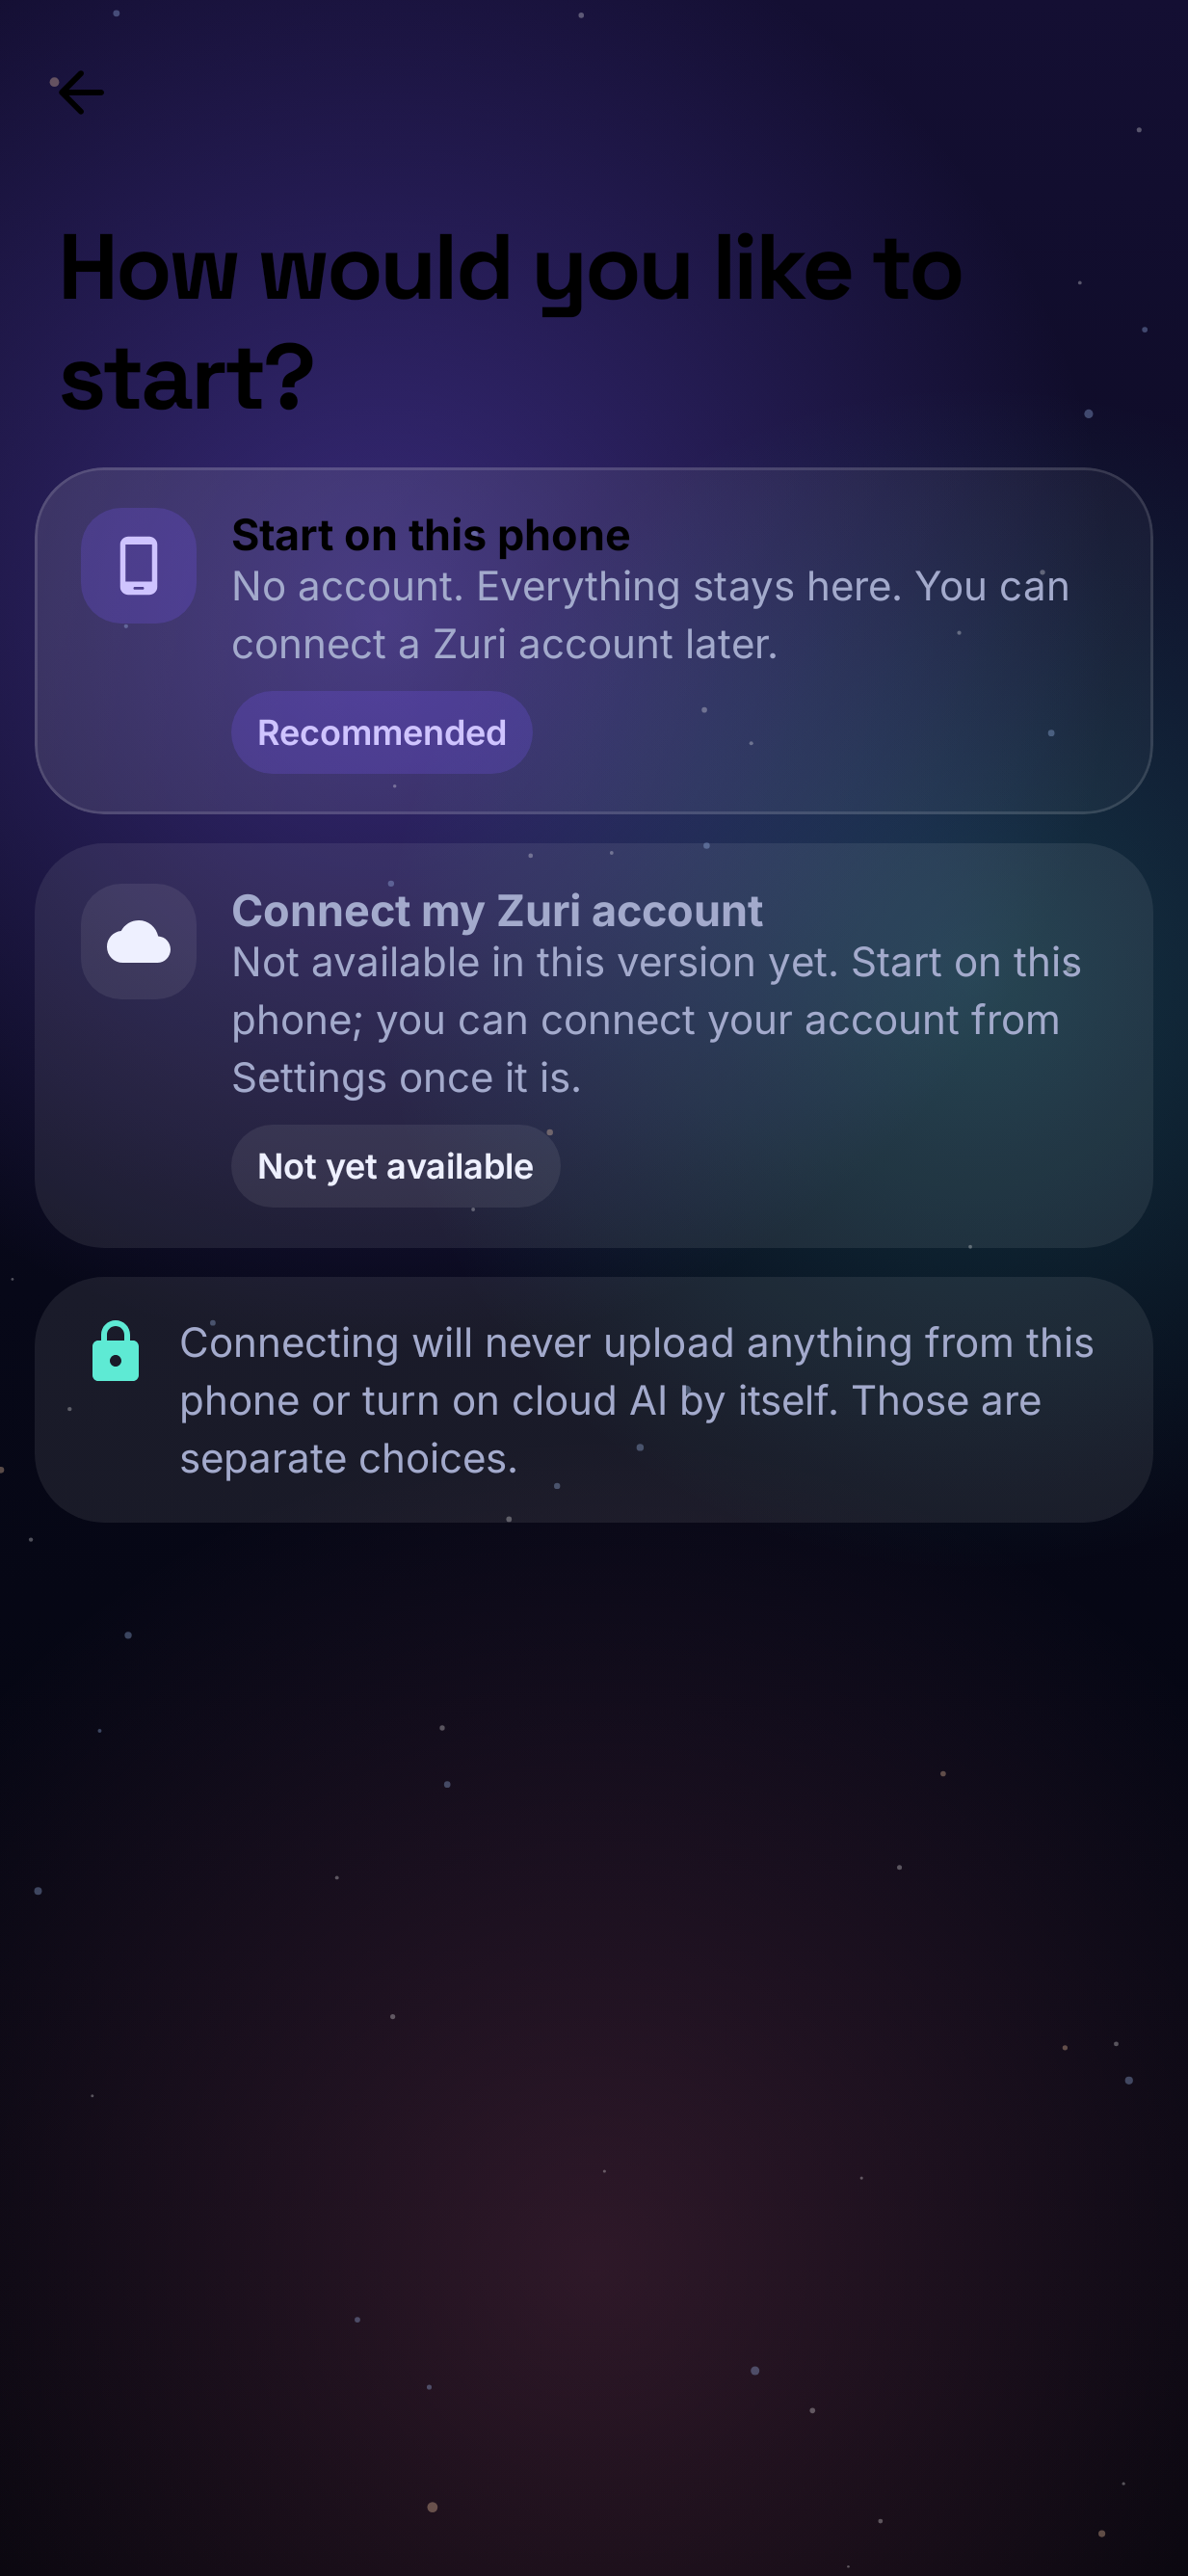 How would you like to
start?
Start on this phone
No account. Everything stays here. You can
connect a Zuri account later.
Recommended
Connect my Zuri account
Not available in this version yet. Start on this
phone; you can connect your account from
Settings once it is.
Not yet available
Connecting will never upload anything from this
phone or turn on cloud AI by itself. Those are
separate choices.